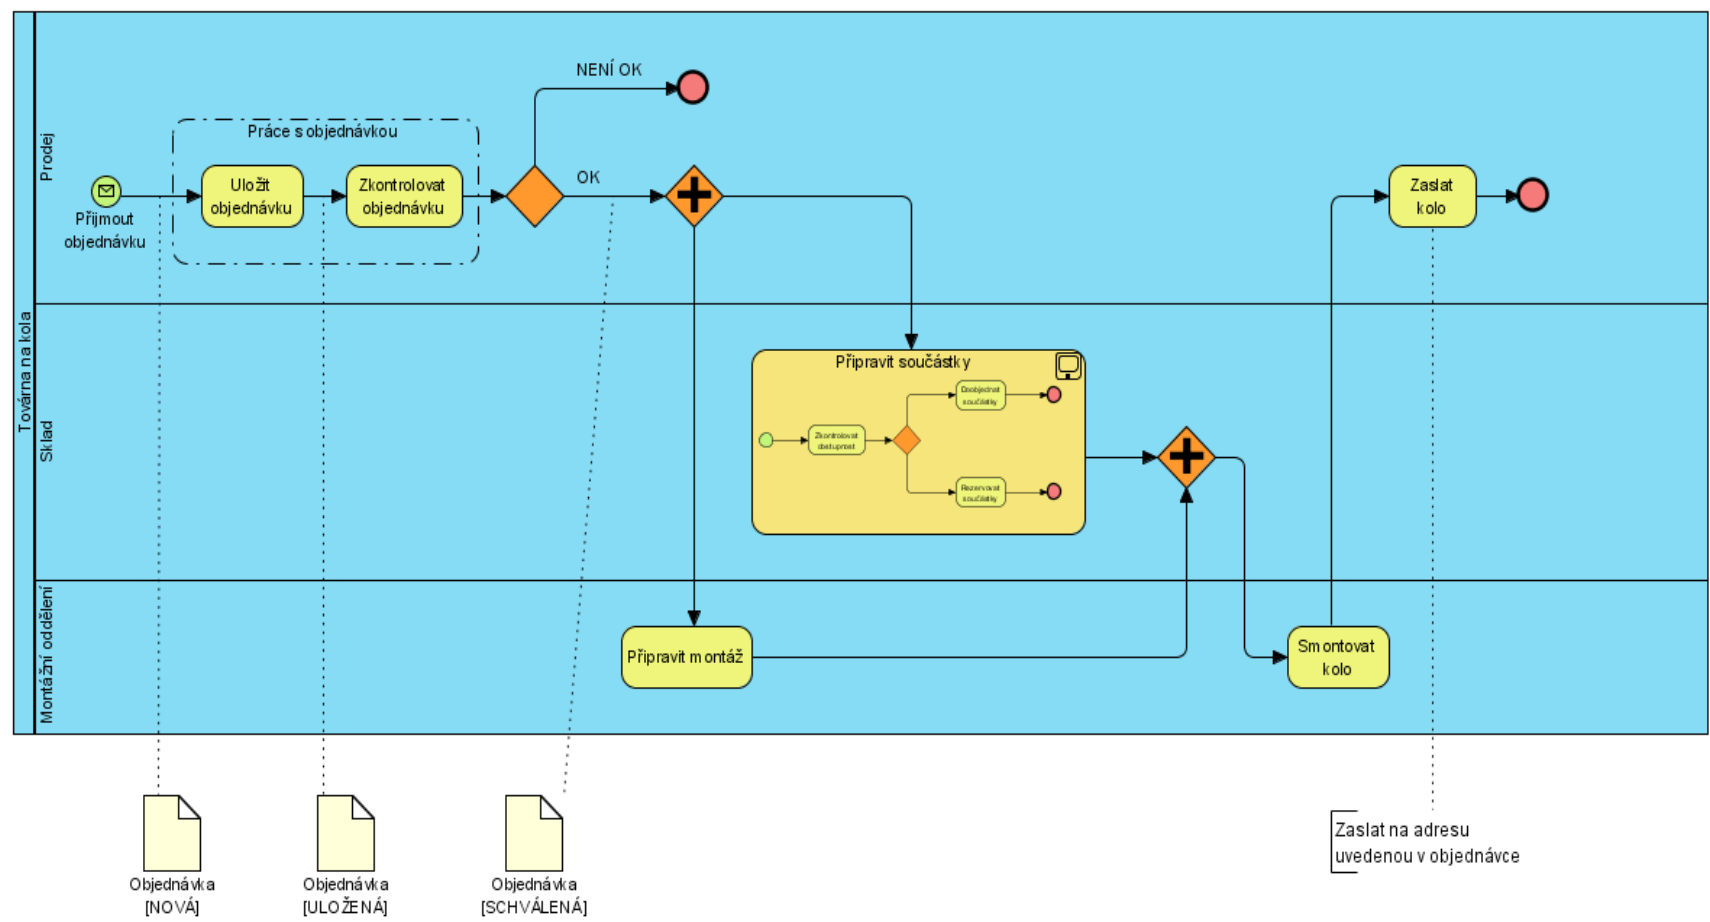 NENÍ OK
Práce s objednávkou
Prodej
Uložit
objednávku
Zkontrolovat
objednávku
OK
Zaslat
kolo
Přijmout
objednávku
Továrna na kola
Sklad
Připravit součástky
Doobjednat
součástky
Zkontrolovat
dostupnost
Rezervovat
součástky
Montážní oddělení
Připravit montáž
Smontovat
kolo
Zaslat na adresu
uvedenou v objednávce
Objednávka
[NOVÁ]
Objednávka
[ULOŽENÁ]
Objednávka
[SCHVÁLENÁ]